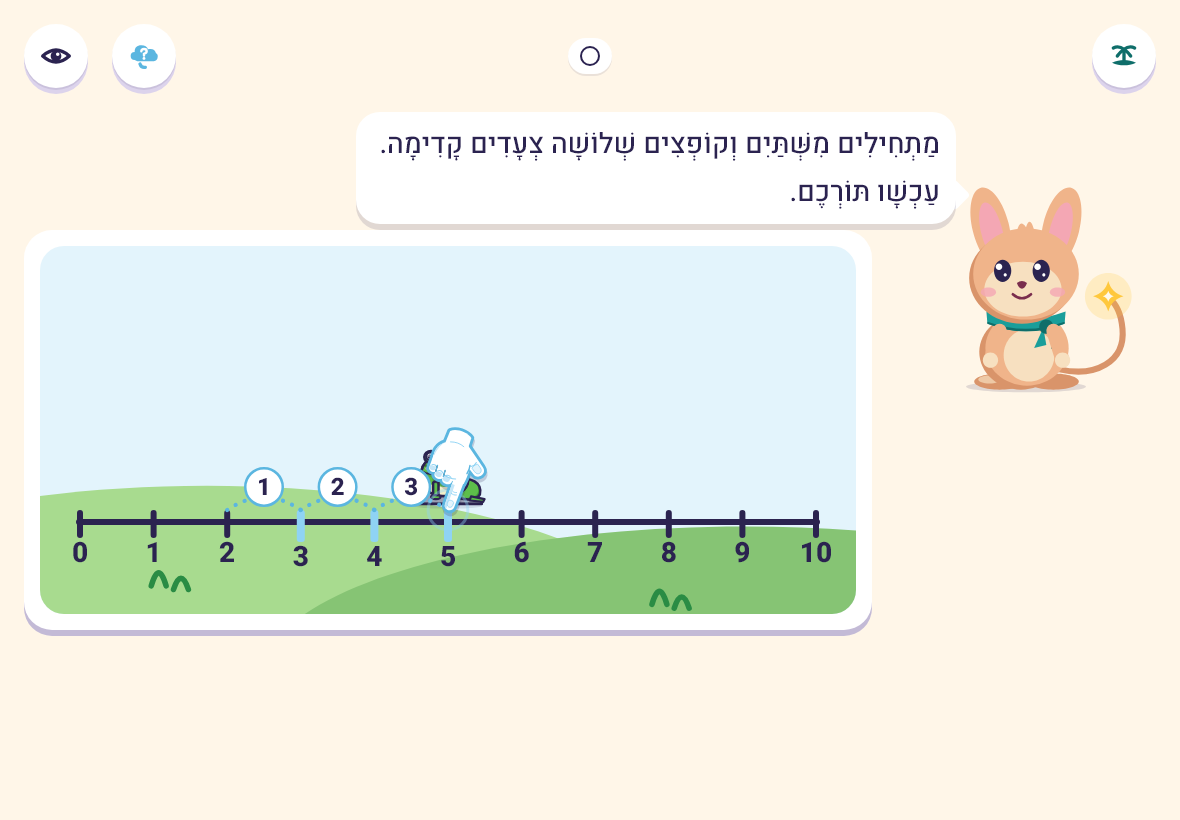 ?
מַתְחִילִים מִשְּׁתַּיִם וְקוֹפְצִים שְׁלוֹשָׁה צְעָדִים קָדִימָה.
עַכְשָׁו תּוֹרְכֶם.
1 2 3
0 1 2 3 4 5 6 7 8 9 10